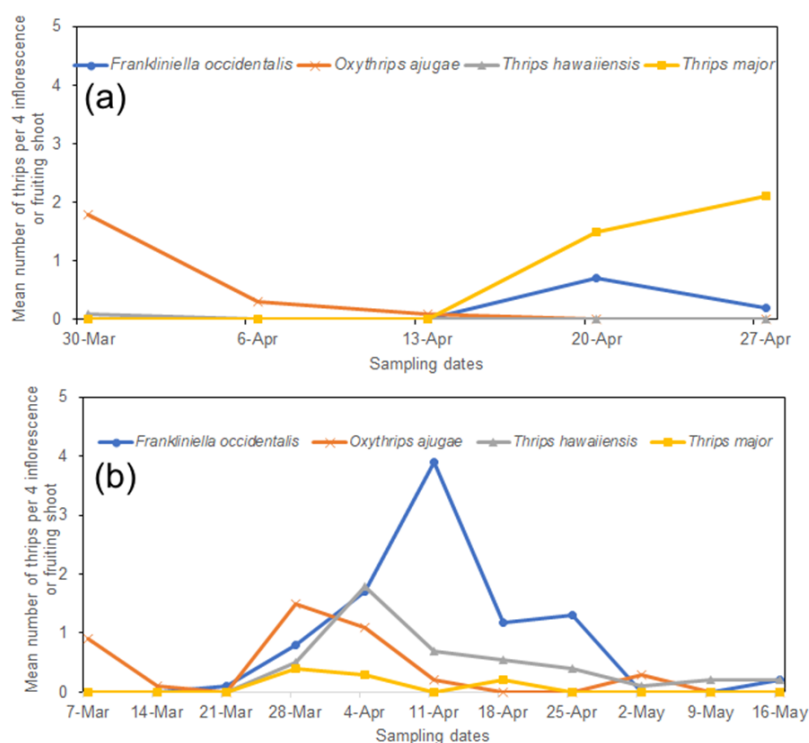 5
Frankliniella occidentalis Oxythrips ajugae Thrips hawaiiensis Thrips major
4
(a)
3
2
1
0
Mean number of thrips per 4 inflorescence
or fruiting shoot
30-Mar 6-Apr 13-Apr 20-Apr 27-Apr
Sampling dates
5
Frankliniella occidentalis Oxythrips ajugae Thrips hawaiiensis Thrips major
4
(b)
3
2
1
0
Mean number of thrips per 4 inflorescence
or fruiting shoot
7-Mar 14-Mar 21-Mar 28-Mar 4-Apr 11-Apr 18-Apr 25-Apr 2-May 9-May 16-May
Sampling dates